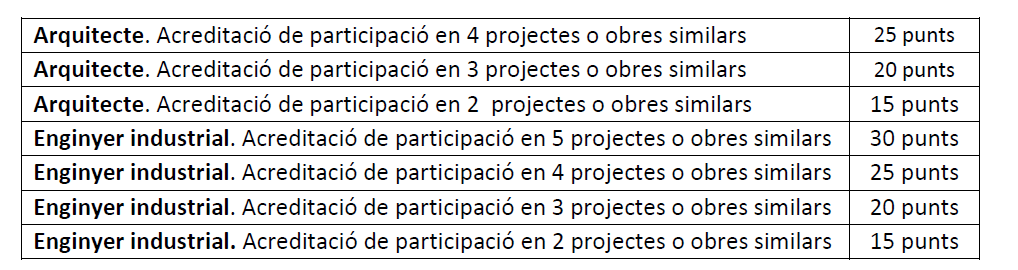 Arquitecte. Acreditació de participació en 4 projectes o obres similars 25 punts
Arquitecte. Acreditació de participació en 3 projectes o obres similars 20 punts
Arquitecte. Acreditació de participació en 2 projectes o obres similars 15 punts
Enginyer industrial. Acreditació de participació en 5 projectes o obres similars 30 punts
Enginyer industrial. Acreditació de participació en 4 projectes o obres similars 25 punts
Enginyer industrial. Acreditació de participació en 3 projectes o obres similars 20 punts
Enginyer industrial. Acreditació de participació en 2 projectes o obres similars 15 punts